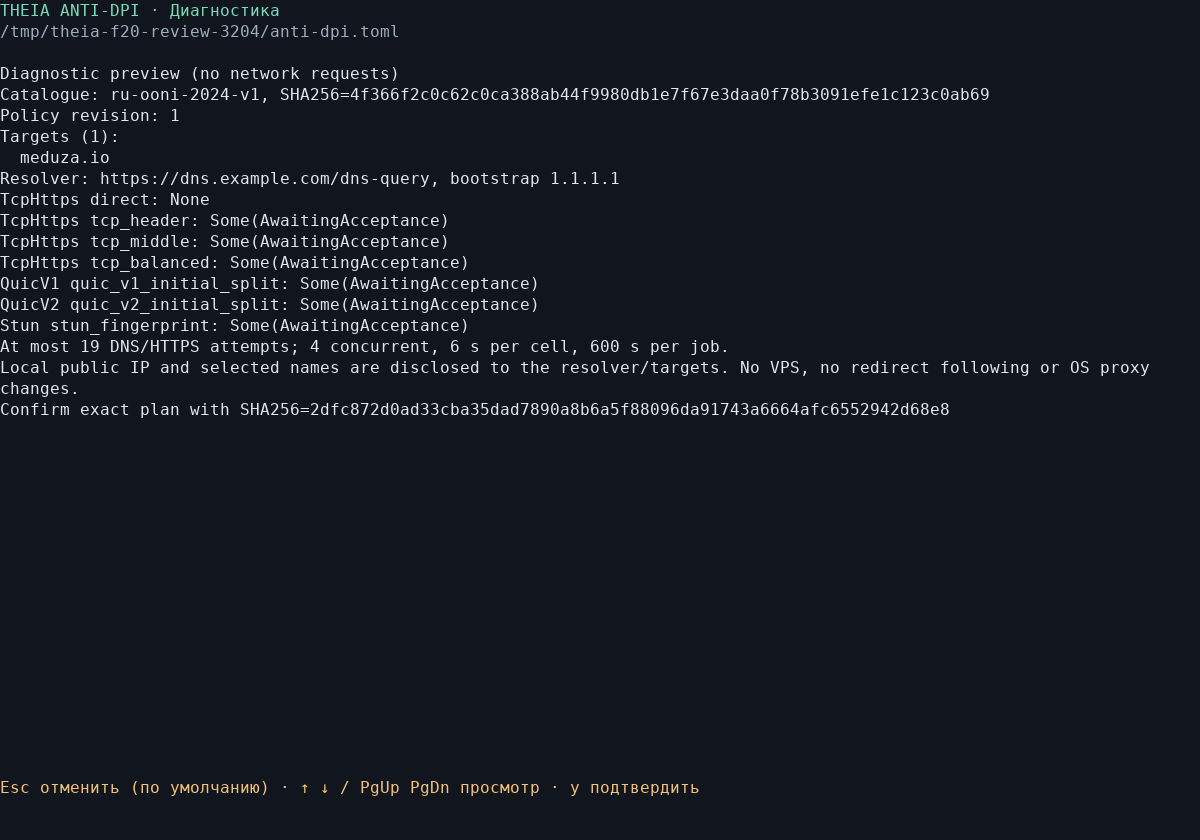 THEIA ANTI-DPI · Диагностика
/tmp/theia-f20-review-3204/anti-dpi.toml
Diagnostic preview (no network requests)
Catalogue: ru-ooni-2024-v1, SHA256=4f366f2c0c62c0ca388ab44f9980db1e7f67e3daa0f78b3091efe1c123c0ab69
Policy revision: 1
Targets (1):
meduza.io
Resolver: https://dns.example.com/dns-query, bootstrap 1.1.1.1
TcpHttps direct: None
TcpHttps tcp_header: Some(AwaitingAcceptance)
TcpHttps tcp_middle: Some(AwaitingAcceptance)
TcpHttps tcp_balanced: Some(AwaitingAcceptance)
QuicV1 quic_v1_initial_split: Some(AwaitingAcceptance)
QuicV2 quic_v2_initial_split: Some(AwaitingAcceptance)
Stun stun_fingerprint: Some(AwaitingAcceptance)
At most 19 DNS/HTTPS attempts; 4 concurrent, 6 s per cell, 600 s per job.
Local public IP and selected names are disclosed to the resolver/targets. No VPS, no redirect following or OS proxy
changes.
Confirm exact plan with SHA256=2dfc872d0ad33cba35dad7890a8b6a5f88096da91743a6664afc6552942d68e8
Esc отменить (по умолчанию) · ↑ ↓ / PgUp PgDn просмотр · y подтвердить